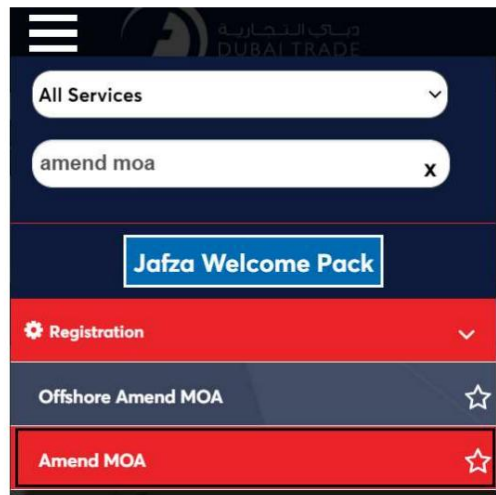 دبي التجارية
DUBAI TRADE
All Services
amend moa x
Jafza Welcome Pack
Registration
Offshore Amend MOA
Amend MOA